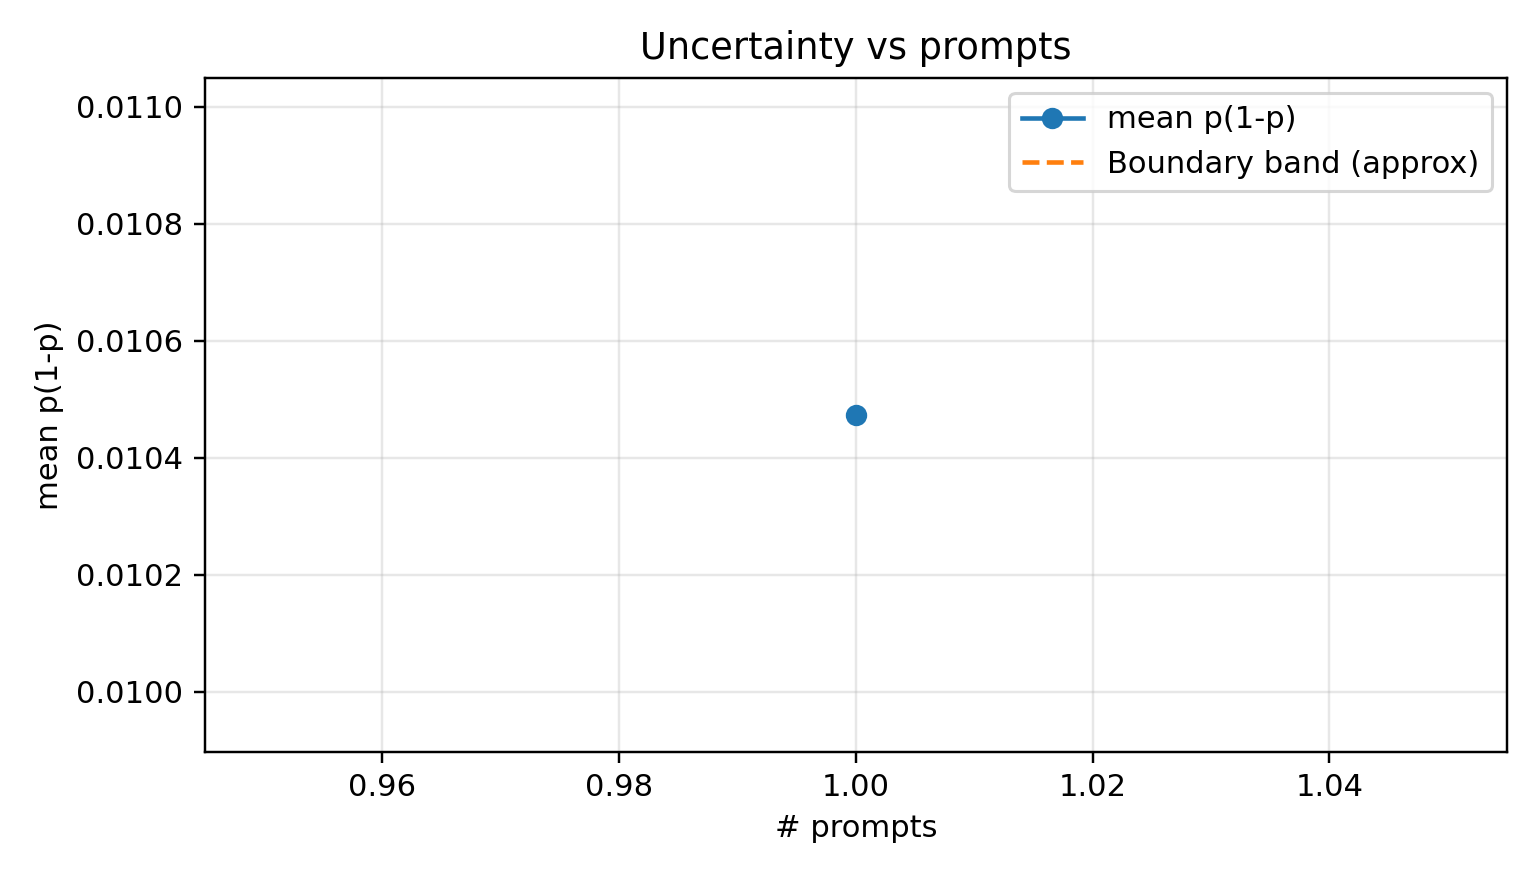 Uncertainty vs prompts
mean p(1-p)
Boundary band (approx)
mean p(1-p)
0.0110
0.0108
0.0106
0.0104
0.0102
0.0100
0.96 0.98 1.00 1.02 1.04
# prompts